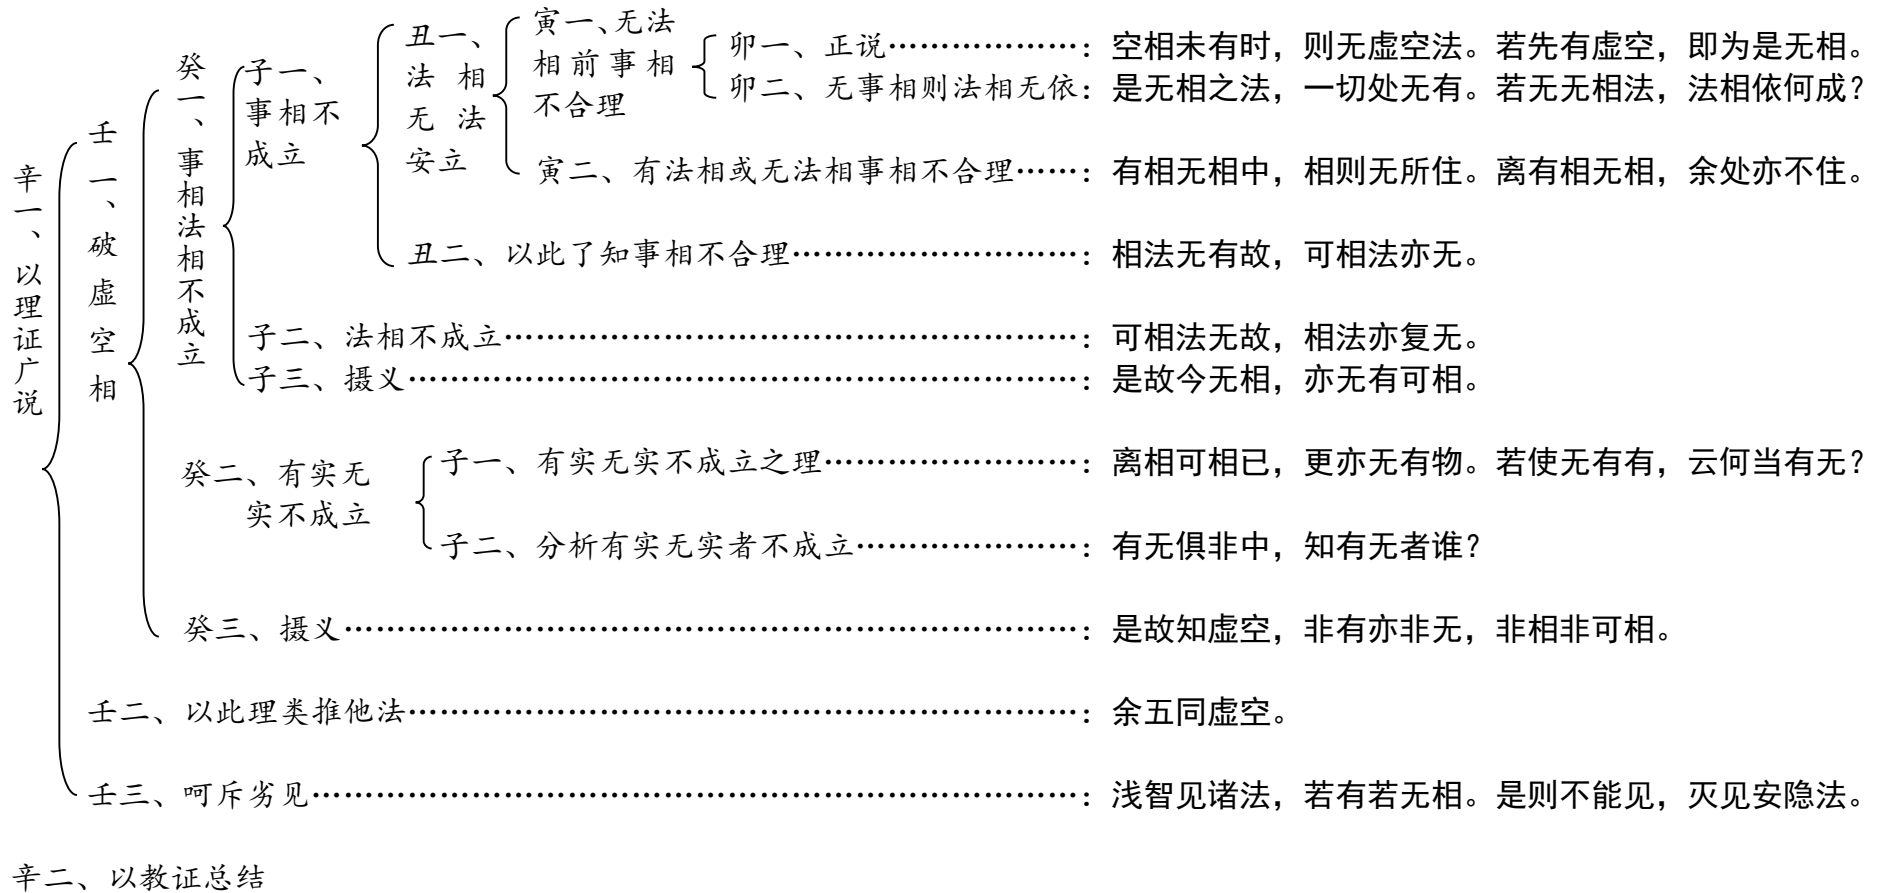 辛一、以理证广说
壬一、破虚空相
癸一、事相法相不成立
子一、事相不成立
丑一、法相无法安立
寅一、无法相前事相不合理
卯一、正说………………：空相未有时，则无虚空法。若先有虚空，即为是无相。
卯二、无事相则法相无依：是无相之法，一切处无有。若无无相法，法相依何成？
寅二、有法相或无法相事相不合理……：有相无相中，相则无所住。离有相无相，余处亦不住。
丑二、以此了知事相不合理………………………：相法无有故，可相法亦无。
子二、法相不成立…………………………………………………：可相法无故，相法亦复无。
子三、摄义…………………………………………………………：是故今无相，亦无有可相。
癸二、有实无实不成立
子一、有实无实不成立之理……………………：离相可相已，更亦无有物。若使无有有，云何当有无？
子二、分析有实无实者不成立…………………：有无俱非中，知有无者谁？
癸三、摄义………………………………………………………………：是故知虚空，非有亦非无，非相非可相。
壬二、以此理类推他法…………………………………………………………：余五同虚空。
壬三、呵斥劣见…………………………………………………………………：浅智见诸法，若有若无相。是则不能见，灭见安隐法。
辛二、以教证总结